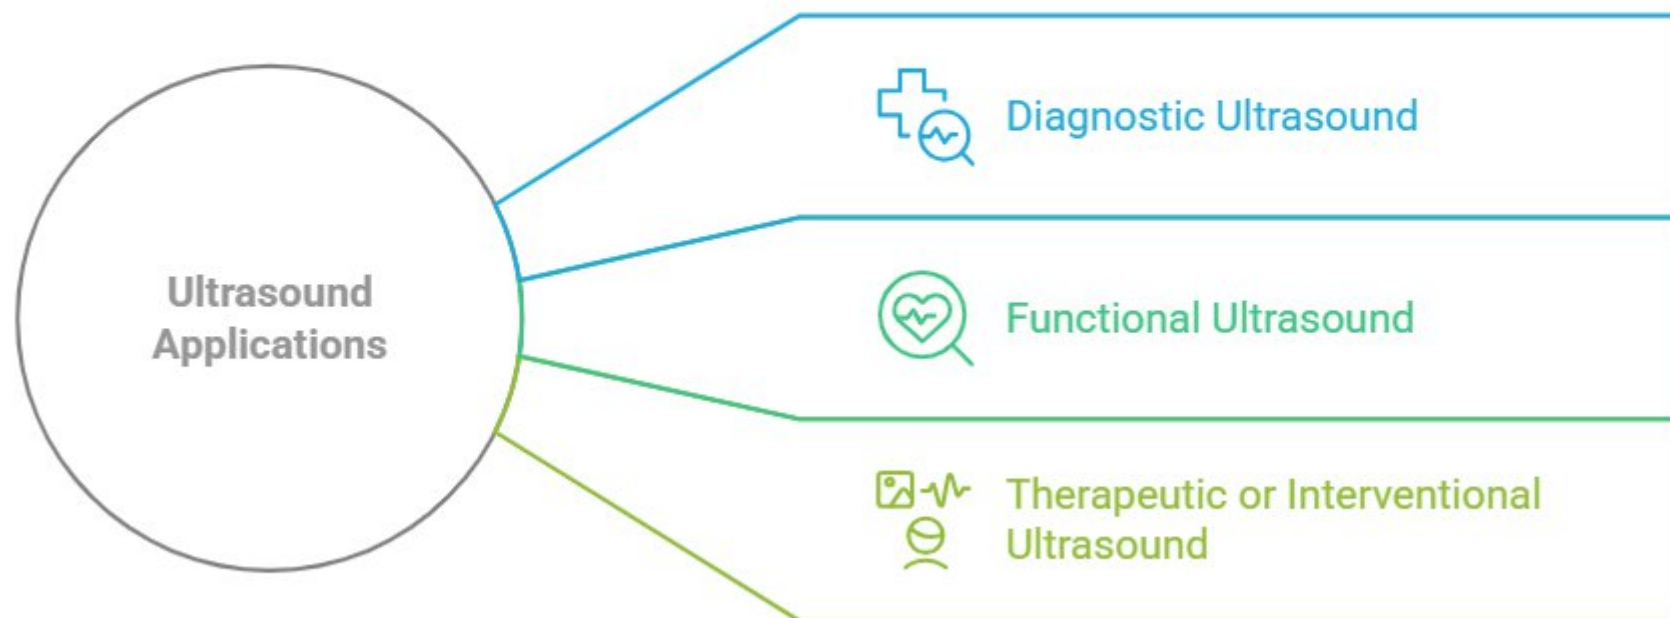 Ultrasound
Applications
Diagnostic Ultrasound
Functional Ultrasound
Therapeutic or Interventional
Ultrasound